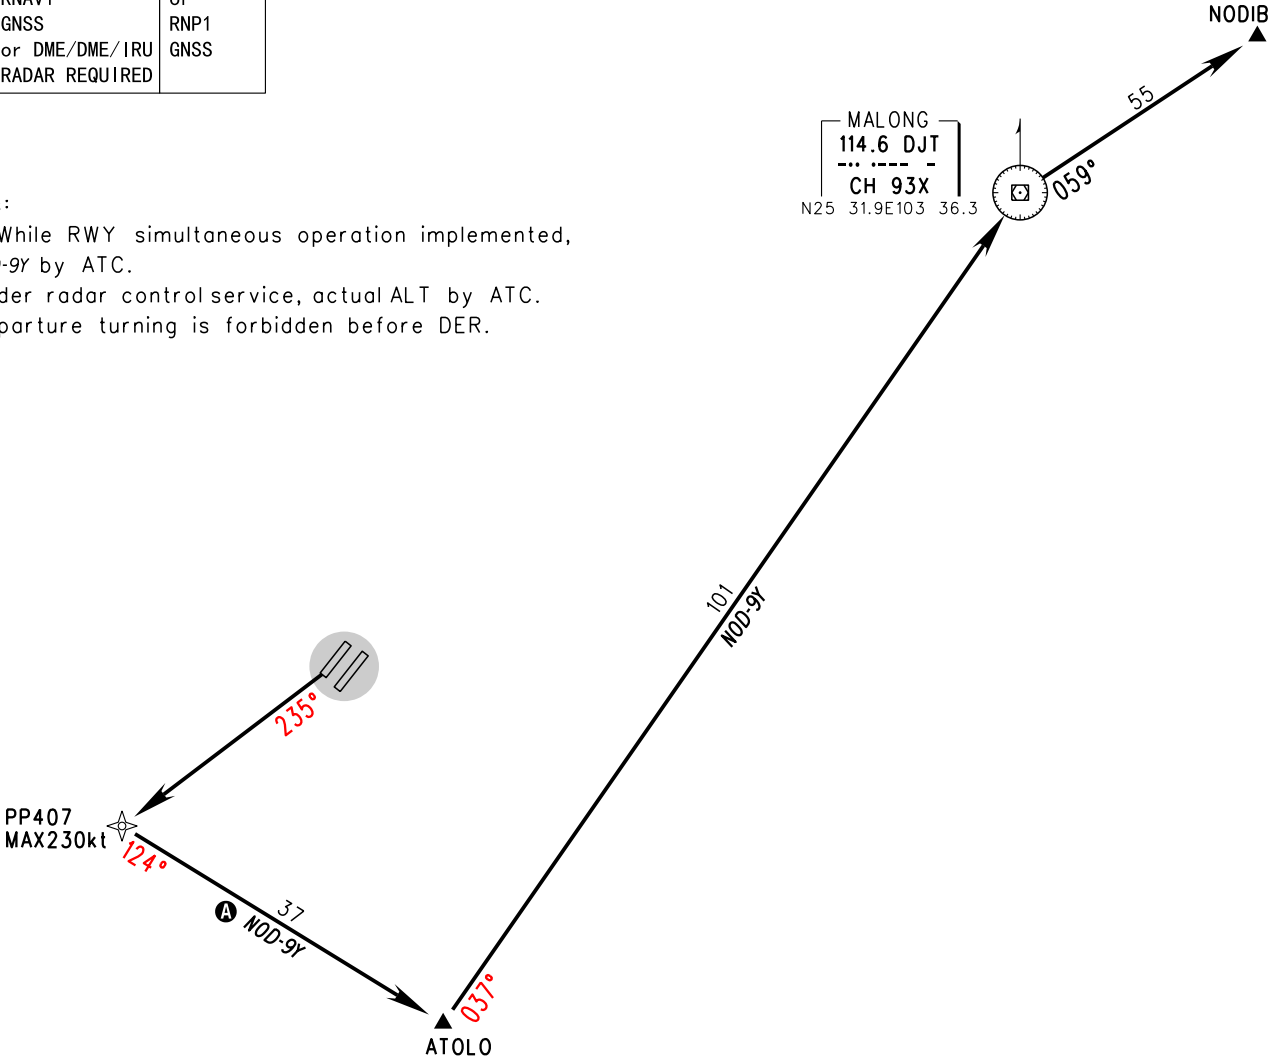 RNAV1
GNSS
or DME/DME/IRU
RADAR REQUIRED
RNP1
GNSS
NODIB
55
MALONG
114.6 DJT
-·· ·--- -
CH 93X
N25 31.9E103 36.3
059°
:
While RWY simultaneous operation implemented,
-9Y by ATC.
der radar control service, actual ALT by ATC.
parture turning is forbidden before DER.
101
NOD-9Y
235°
PP407
MAX230kt
124°
37
A NOD-9Y
037°
ATOLO